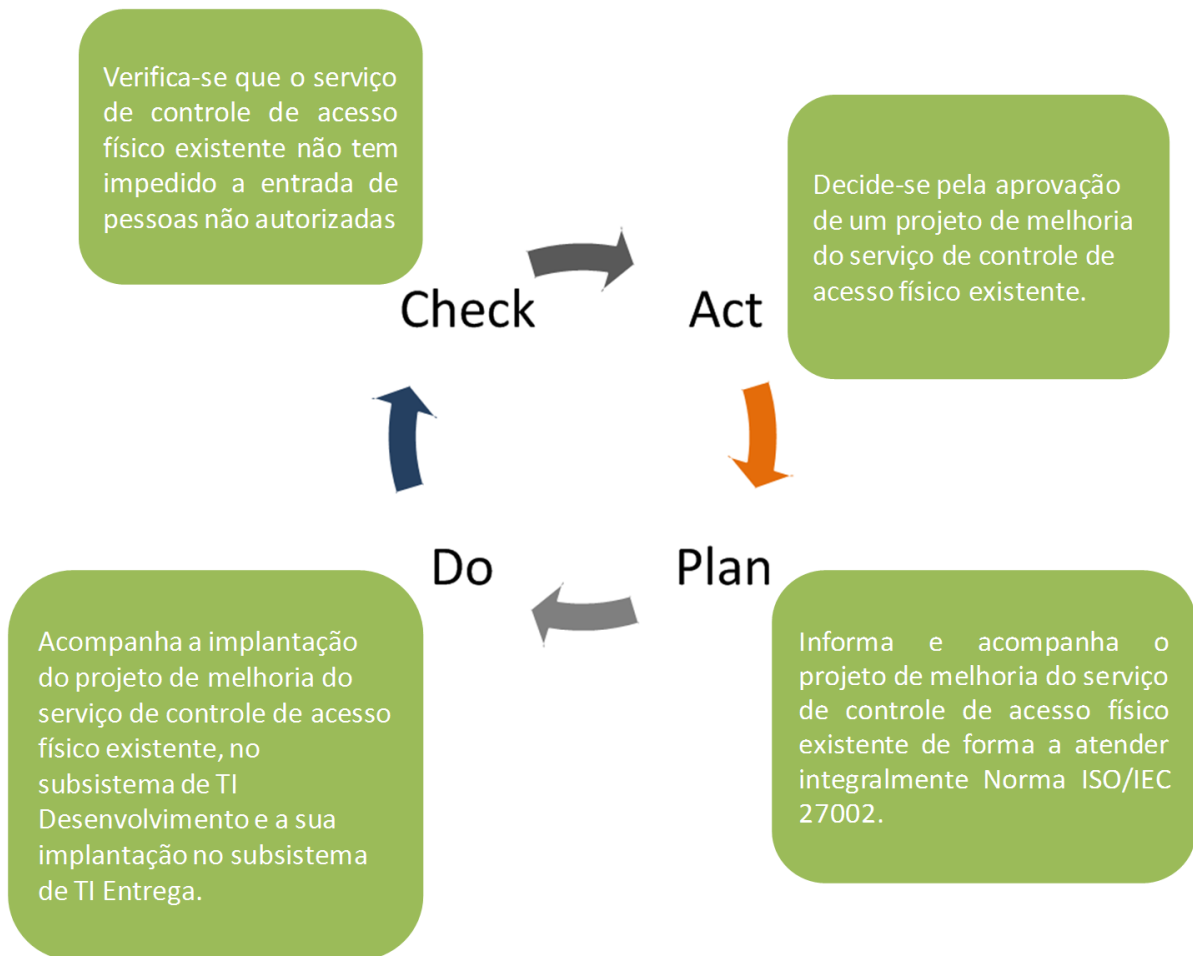 Verifica-se que o serviço
de controle de acesso
físico existente não tem
impedido a entrada de
pessoas não autorizadas
Decide-se pela aprovação
de um projeto de melhoria
do serviço de controle de
acesso físico existente.
Check
Act
Do
Plan
Acompanha a implantação
do projeto de melhoria do
serviço de controle de acesso
físico existente, no
subsistema de TI
Desenvolvimento e a sua
implantação no subsistema
de TI Entrega.
Informa e acompanha o
projeto de melhoria do serviço
de controle de acesso físico
existente de forma a atender
integralmente Norma ISO/IEC
27002.